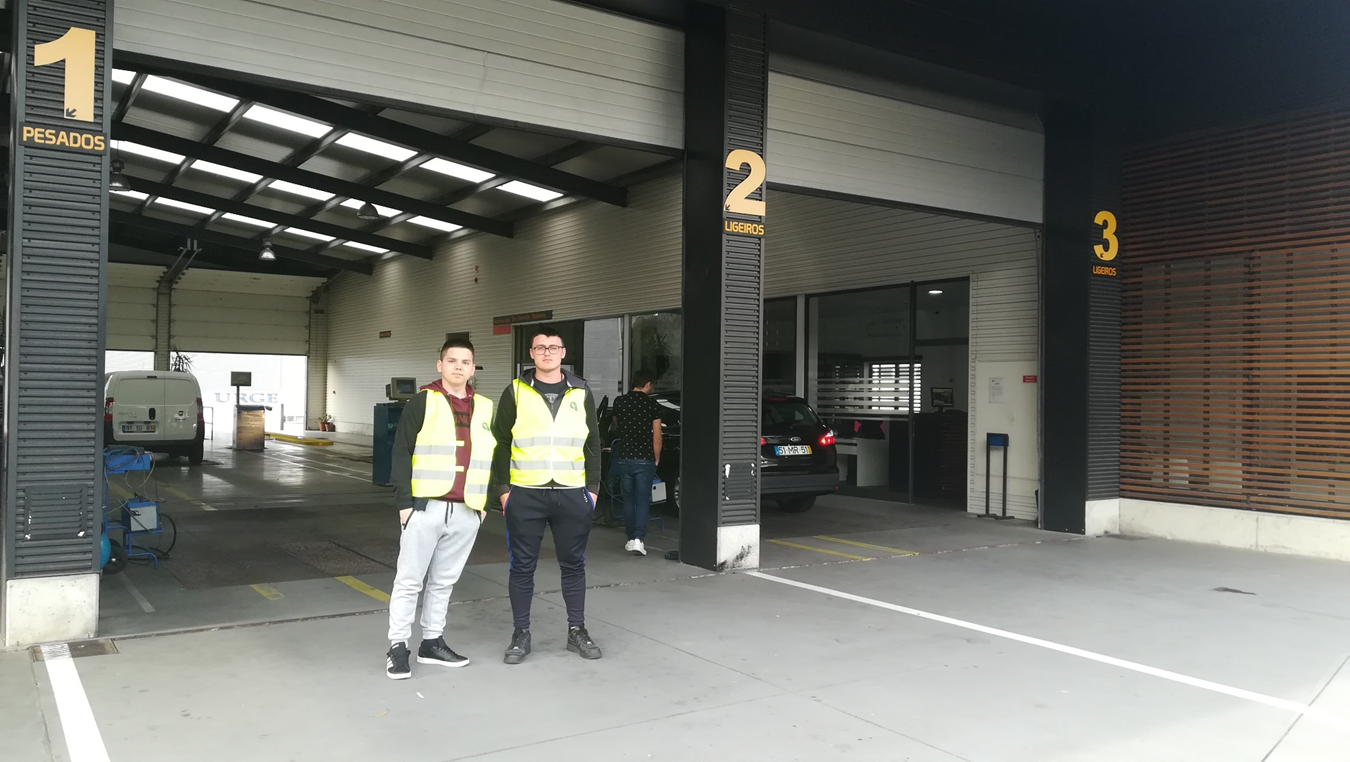 1
PESADOS
2
LIGEIROS
3
LIGEIROS
URGE
51-MR-51